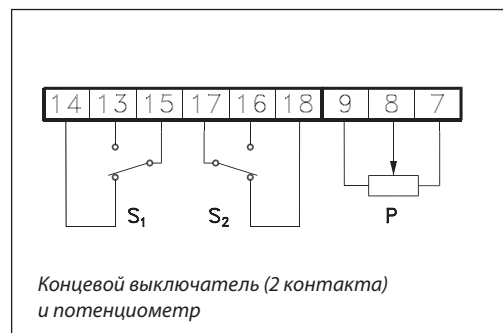 14 13 15 17 16 18 9 8 7
S₁ S₂ P
Концевой выключатель (2 контакта)
и потенциометр